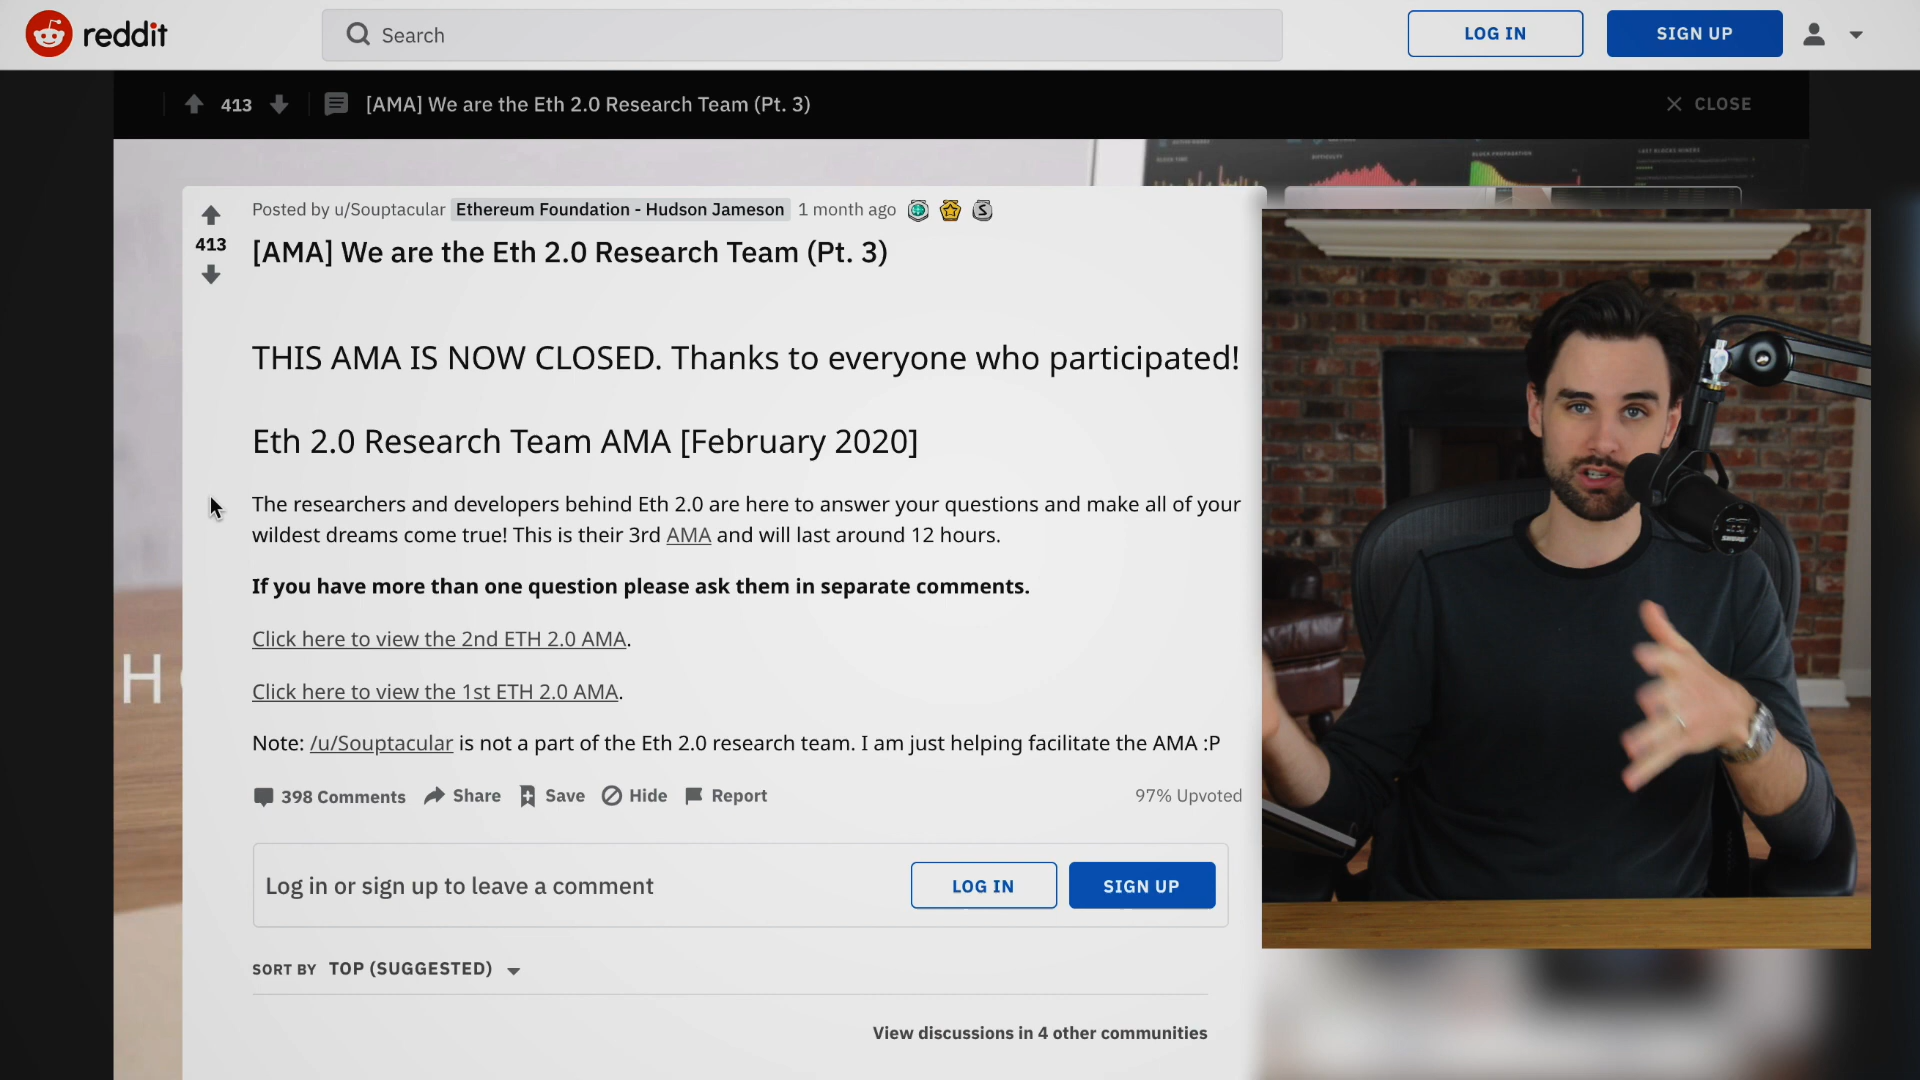 reddit
Search
LOG IN
SIGN UP
413
[AMA] We are the Eth 2.0 Research Team (Pt. 3)
CLOSE
DIFFICULTY
BLOCK PROPAGATION
LAST BLOCKS MINERS
Posted by u/Souptacular Ethereum Foundation - Hudson Jameson 1 month ago
413
[AMA] We are the Eth 2.0 Research Team (Pt. 3)
THIS AMA IS NOW CLOSED. Thanks to everyone who participated!
Eth 2.0 Research Team AMA [February 2020]
The researchers and developers behind Eth 2.0 are here to answer your questions and make all of your
wildest dreams come true! This is their 3rd AMA and will last around 12 hours.
If you have more than one question please ask them in separate comments.
Click here to view the 2nd ETH 2.0 AMA.
Click here to view the 1st ETH 2.0 AMA.
Note: /u/Souptacular is not a part of the Eth 2.0 research team. I am just helping facilitate the AMA :P
398 Comments Share Save Hide Report 97% Upvoted
Log in or sign up to leave a comment
LOG IN
SIGN UP
SORT BY TOP (SUGGESTED)
View discussions in 4 other communities